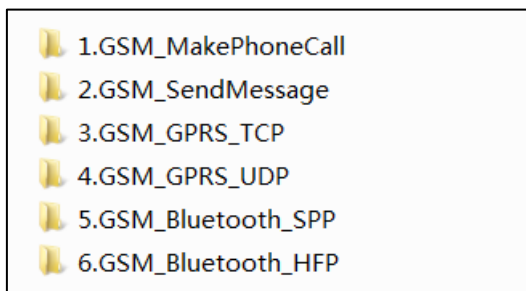 1.GSM_MakePhoneCall
2.GSM_SendMessage
3.GSM_GPRS_TCP
4.GSM_GPRS_UDP
5.GSM_Bluetooth_SPP
6.GSM_Bluetooth_HFP